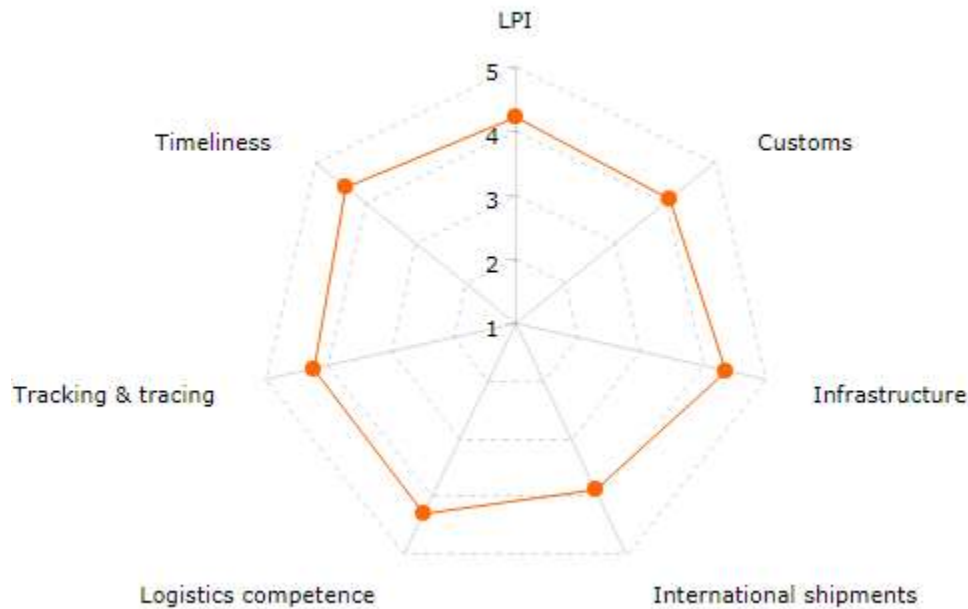 LPI
5
Timeliness
4
Customs
3
2
1
Tracking & tracing
Infrastructure
Logistics competence
International shipments